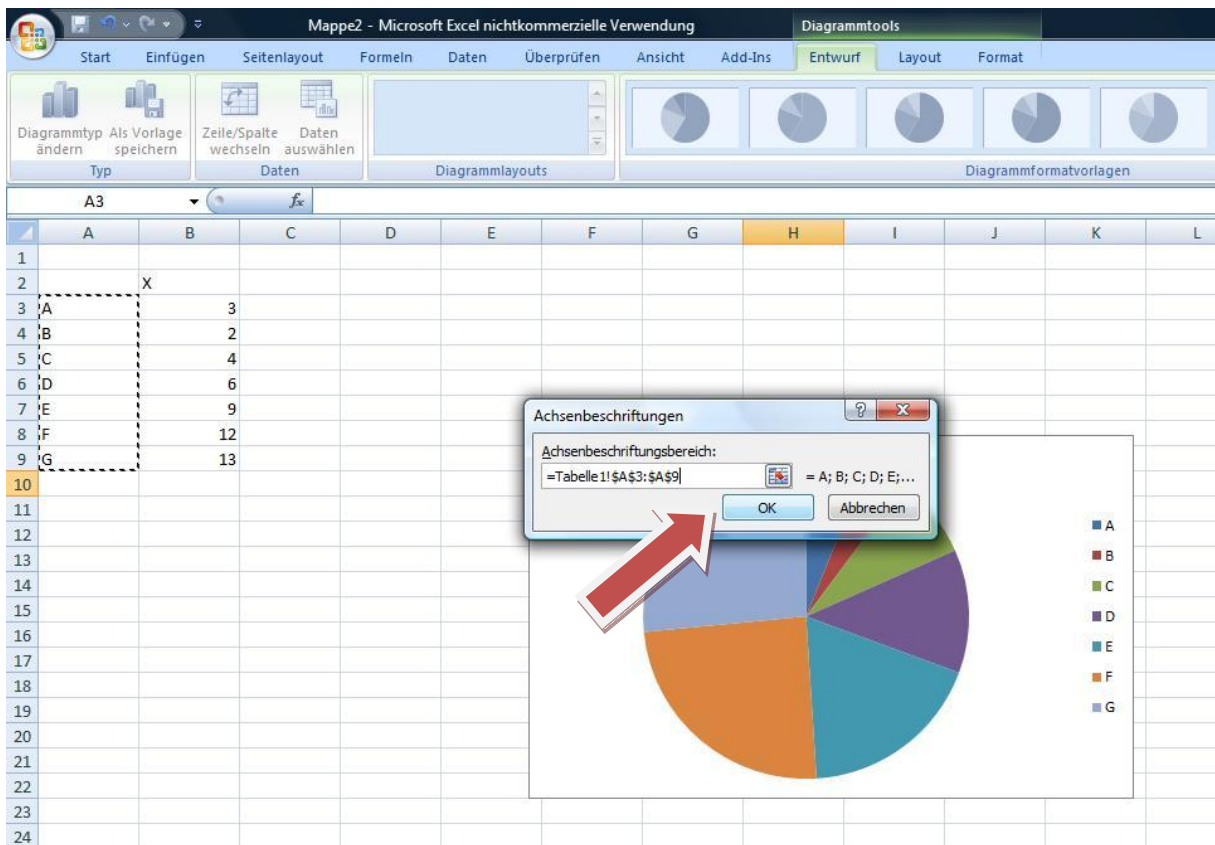 Mappe2 - Microsoft Excel nichtkommerzielle Verwendung Diagrammtools
Start Einfügen Seitenlayout Formeln Daten Überprüfen Ansicht Add-Ins Entwurf Layout Format
Diagrammtyp Als Vorlage Zeile/Spalte Daten
ändern speichern wechseln auswählen
Typ Daten Diagrammlayouts Diagrammformatvorlagen
A3 fx
A B C D E F G H I J K L
1
2 X
3 A 3
4 B 2
5 C 4
6 D 6
7 E 9
8 F 12
9 G 13
10
11
12
13
14
15
16
17
18
19
20
21
22
23
24
Achsenbeschriftungen
Achsenbeschriftungsbereich:
=Tabelle1!$A$3:$A$9 = A; B; C; D; E;...
OK Abbrechen
A
B
C
D
E
F
G